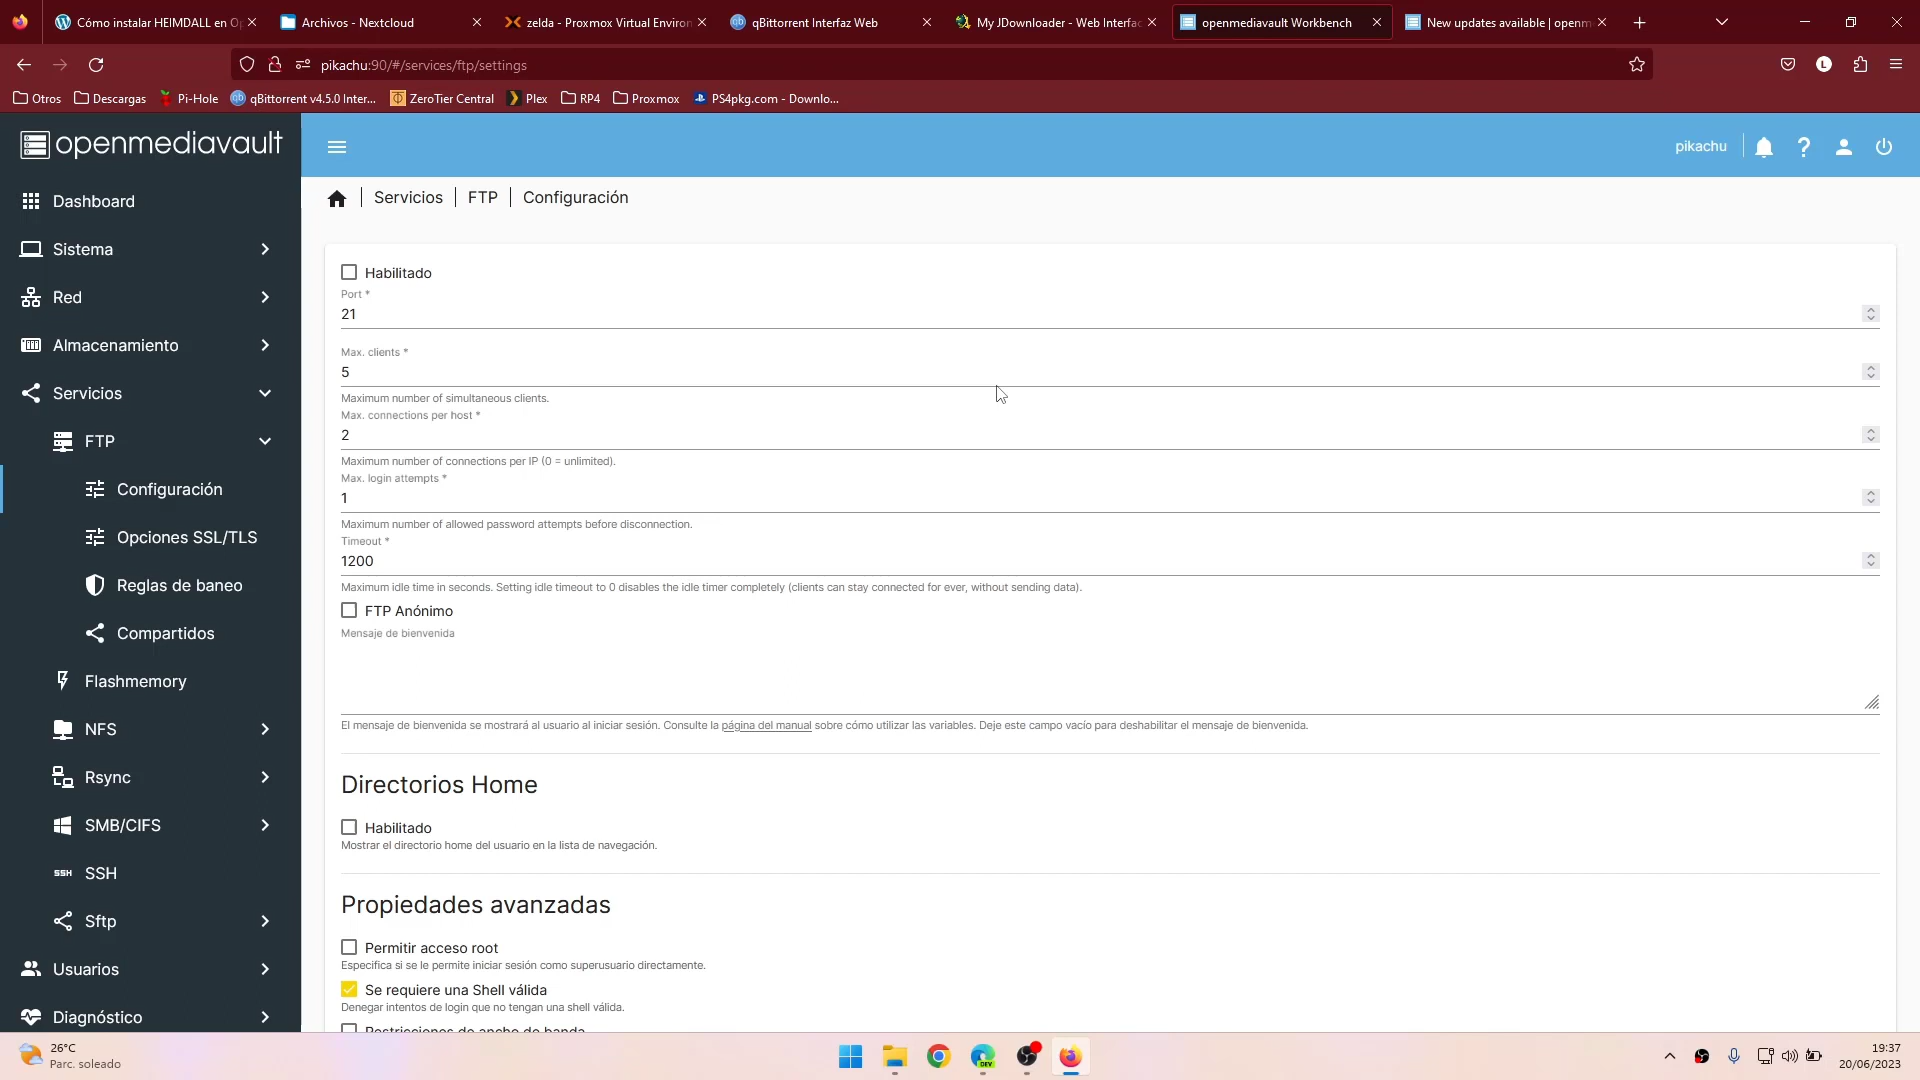 Cómo instalar HEIMDALL en Op
Archivos - Nextcloud
zelda - Proxmox Virtual Environ
qBittorrent Interfaz Web
My JDownloader - Web Interfac
openmediavault Workbench
New updates available | openm
pikachu:90/#/services/ftp/settings
L
Otros
Descargas
Pi-Hole
qBittorrent v4.5.0 Inter...
ZeroTier Central
Plex
RP4
Proxmox
PS4pkg.com - Downlo...
openmediavault
pikachu
Dashboard
Sistema
Red
Almacenamiento
Servicios
FTP
Configuración
Opciones SSL/TLS
Reglas de baneo
Compartidos
Flashmemory
NFS
Rsync
SMB/CIFS
SSH SSH
Sftp
Usuarios
Diagnóstico
Servicios | FTP | Configuración
Habilitado
Port *
21
Max. clients *
5
Maximum number of simultaneous clients.
Max. connections per host *
2
Maximum number of connections per IP (0 = unlimited).
Max. login attempts *
1
Maximum number of allowed password attempts before disconnection.
Timeout *
1200
Maximum idle time in seconds. Setting idle timeout to 0 disables the idle timer completely (clients can stay connected for ever, without sending data).
FTP Anónimo
Mensaje de bienvenida
El mensaje de bienvenida se mostrará al usuario al iniciar sesión. Consulte la página del manual sobre cómo utilizar las variables. Deje este campo vacío para deshabilitar el mensaje de bienvenida.
Directorios Home
Habilitado
Mostrar el directorio home del usuario en la lista de navegación.
Propiedades avanzadas
Permitir acceso root
Especifica si se le permite iniciar sesión como superusuario directamente.
Se requiere una Shell válida
Denegar intentos de login que no tengan una shell válida.
Restricciones de ancho de banda
26°C
Parc. soleado
DEV
19:37
20/06/2023